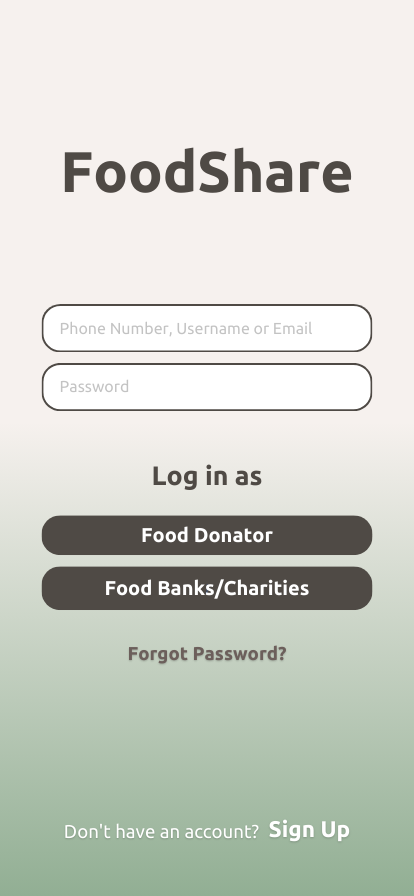 FoodShare
Phone Number, Username or Email
Password
Log in as
Food Donator
Food Banks/Charities
Forgot Password?
Don't have an account? Sign Up